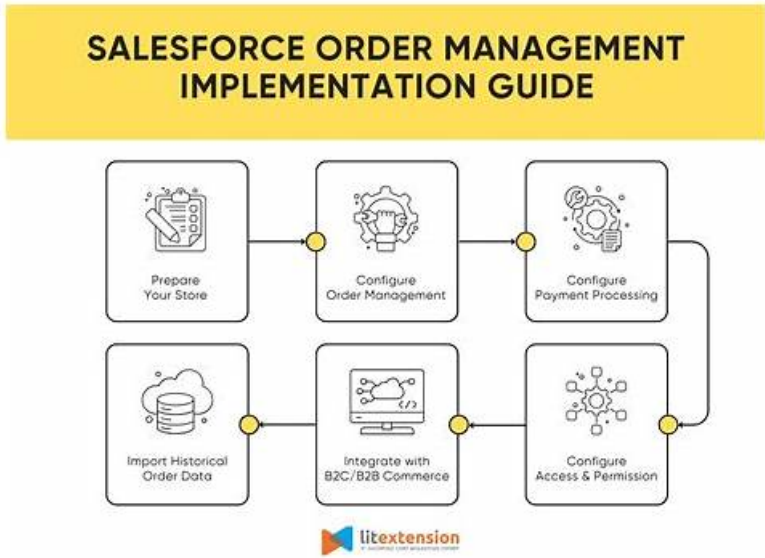 SALESFORCE ORDER MANAGEMENT
IMPLEMENTATION GUIDE
Prepare
Your Store
Configure
Order Management
Configure
Payment Processing
Configure
Access & Permission
Integrate with
B2C/B2B Commerce
Import Historical
Order Data
litextension